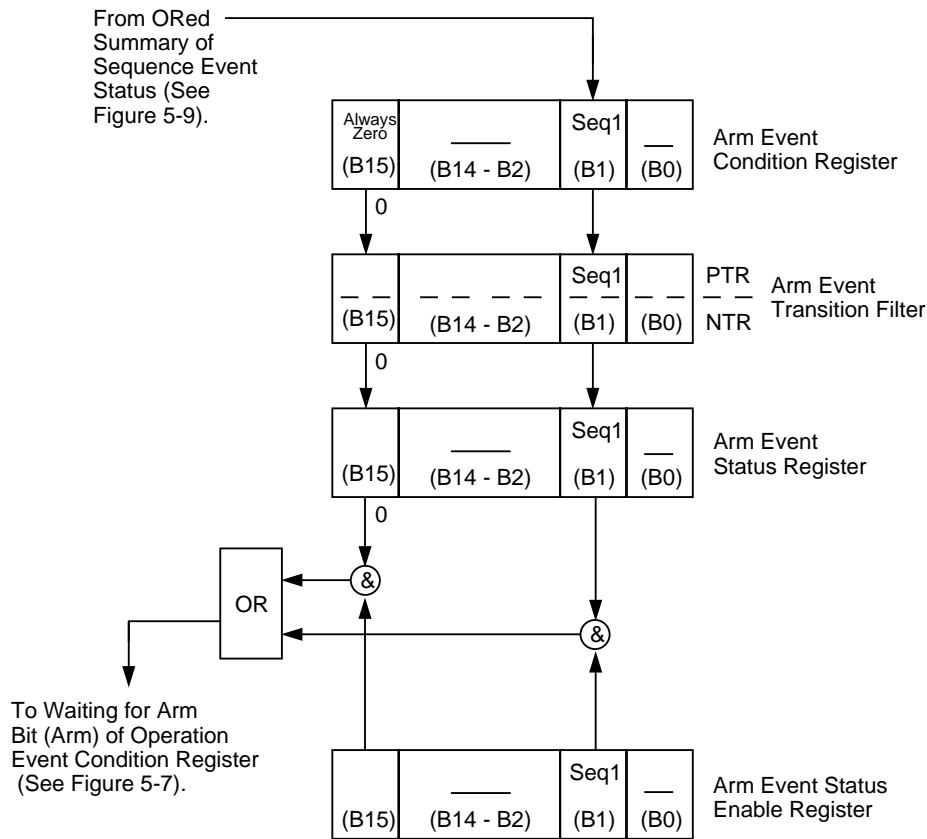 From ORed
Summary of
Sequence Event
Status (See
Figure 5-9).
Always
Zero
(B15)
(B14 - B2)
Seq1
(B1)
(B0)
Arm Event
Condition Register
0
(B15)
(B14 - B2)
Seq1
(B1)
(B0)
PTR
NTR
Arm Event
Transition Filter
0
(B15)
(B14 - B2)
Seq1
(B1)
(B0)
Arm Event
Status Register
0
&
OR
&
To Waiting for Arm
Bit (Arm) of Operation
Event Condition Register
(See Figure 5-7).
(B15)
(B14 - B2)
Seq1
(B1)
(B0)
Arm Event Status
Enable Register